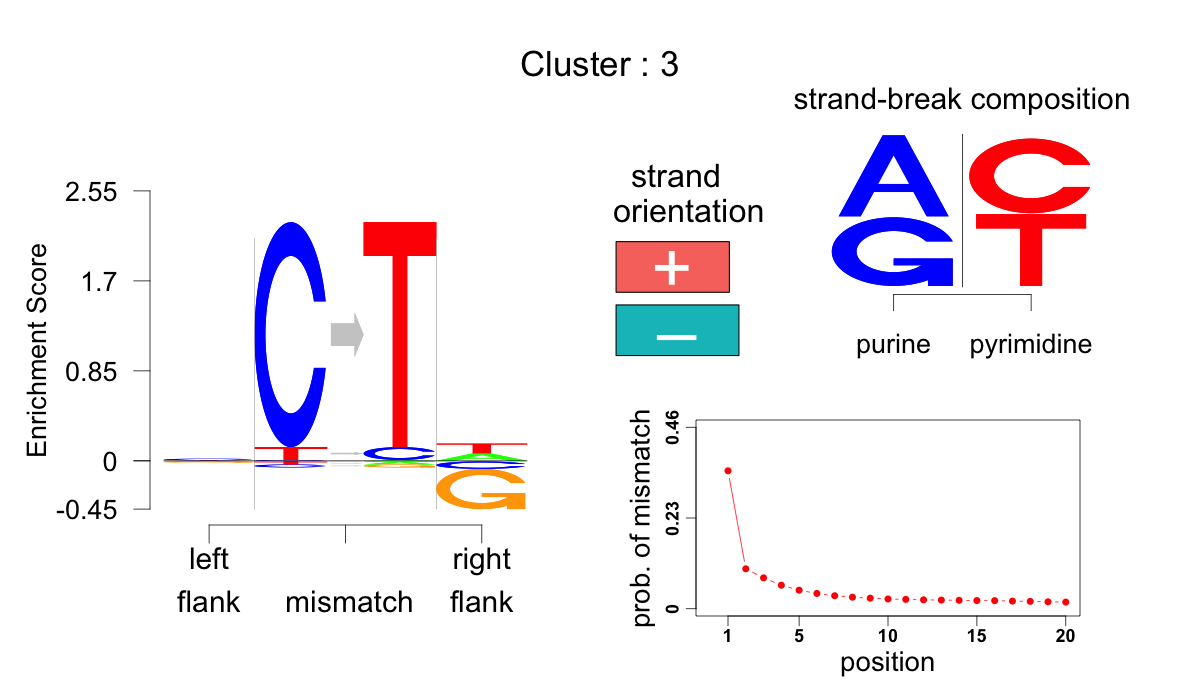 Cluster : 3
strand-break composition
A C
G T
purine pyrimidine
strand
orientation
+
−
Enrichment Score
2.55
1.7
0.85
0
-0.45
C T
T C A
T A C
G
left
flank
mismatch
right
flank
prob. of mismatch
0.46
0.23
0
1 5 10 15 20
position